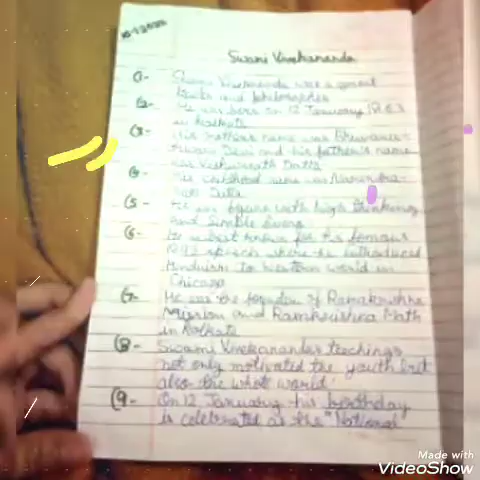 Swami Vivekananda
1- Swami Vivekananda was a great
and philosopher
2- He was born on 12 January 1863
in Kolkata
3- His mothers name was Bhuvanes-
hwari Devi and his father's name
was Vishwanath Datta
4- His childhood name was Narendra-
nath Datta
5- He was figure with high thinking
and simple living
6- He is best known for his famous
1893 speech where he introduced
Hinduism to Western world in
Chicago
7- He was the founder of Ramakrishna
Mission and Ramkrishna Math
in Kolkata
8- Swami Vivekanandas teachings
not only motivated the youth but
also the whole world
9- On 12 January his birthday
is celebrated as the "National
Made with
VideoShow